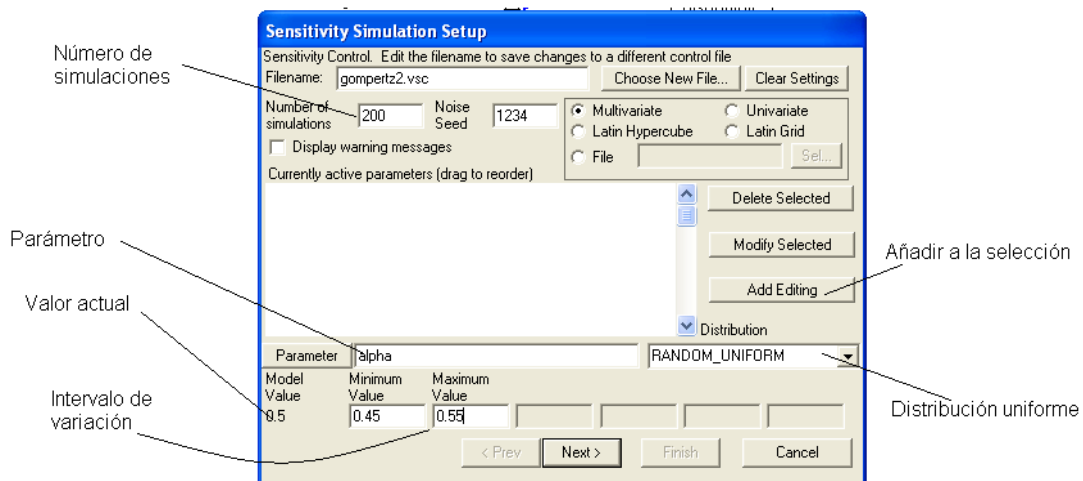 Sensitivity Simulation Setup
Sensitivity Control. Edit the filename to save changes to a different control file
Filename: gompertz2.vsc Choose New File... Clear Settings
Número de
simulaciones
Number of
simulations 200 Noise
Seed 1234
Multivariate Univariate
Latin Hypercube Latin Grid
File Sel...
Display warning messages
Currently active parameters (drag to reorder)
Delete Selected
Modify Selected
Add Editing
Añadir a la selección
Parámetro
Valor actual
Distribution
Parameter alpha RANDOM_UNIFORM
Model
Value
0.5
Minimum
Value
0.45
Maximum
Value
0.55
Intervalo de
variación
Distribución uniforme
< Prev Next > Finish Cancel